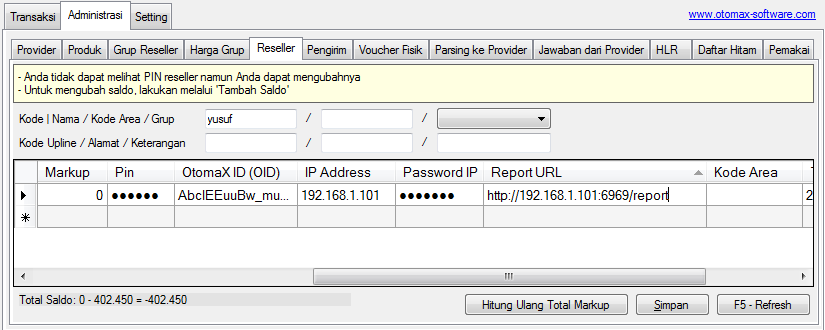 Transaksi Administrasi Setting www.otomax-software.com
Provider Produk Grup Reseller Harga Grup Reseller Pengirim Voucher Fisik Parsing ke Provider Jawaban dari Provider HLR Daftar Hitam Pemakai
- Anda tidak dapat melihat PIN reseller namun Anda dapat mengubahnya
- Untuk mengubah saldo, lakukan melalui 'Tambah Saldo'
Kode | Nama / Kode Area / Grup yusuf / /
Kode Upline / Alamat / Keterangan / /
Markup Pin OtomaX ID (OID) IP Address Password IP Report URL Kode Area
0 ●●●●●● AbclEEuuBw_mu... 192.168.1.101 ●●●●●●● http://192.168.1.101:6969/report 2
Total Saldo: 0 - 402.450 = -402.450
Hitung Ulang Total Markup Simpan F5 - Refresh